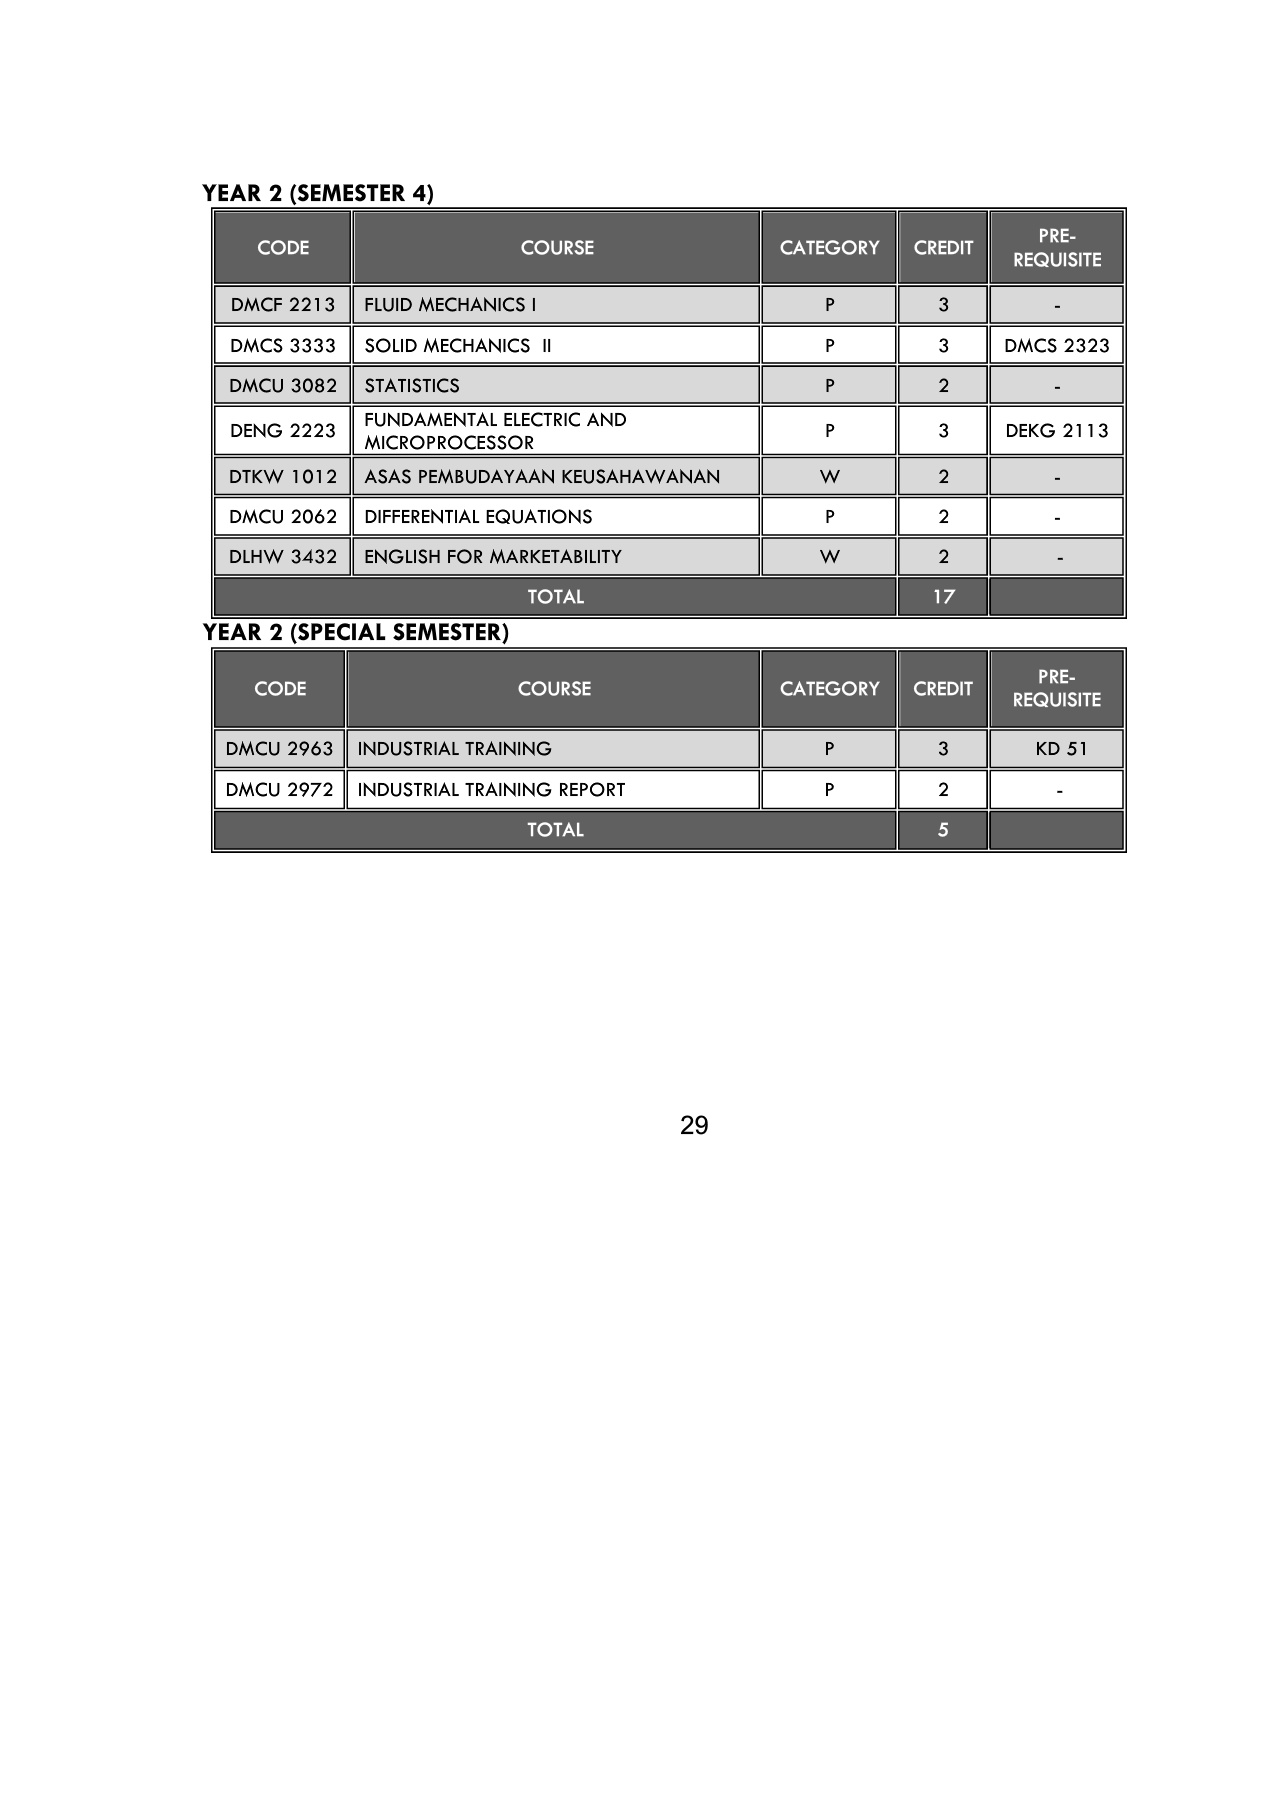 YEAR 2 (SEMESTER 4)
CODE COURSE CATEGORY CREDIT PRE-
REQUISITE
DMCF 2213 FLUID MECHANICS I P 3 -
DMCS 3333 SOLID MECHANICS II P 3 DMCS 2323
DMCU 3082 STATISTICS P 2 -
DENG 2223 FUNDAMENTAL ELECTRIC AND
MICROPROCESSOR P 3 DEKG 2113
DTKW 1012 ASAS PEMBUDAYAAN KEUSAHAWANAN W 2 -
DMCU 2062 DIFFERENTIAL EQUATIONS P 2 -
DLHW 3432 ENGLISH FOR MARKETABILITY W 2 -
TOTAL 17
YEAR 2 (SPECIAL SEMESTER)
CODE COURSE CATEGORY CREDIT PRE-
REQUISITE
DMCU 2963 INDUSTRIAL TRAINING P 3 KD 51
DMCU 2972 INDUSTRIAL TRAINING REPORT P 2 -
TOTAL 5
29